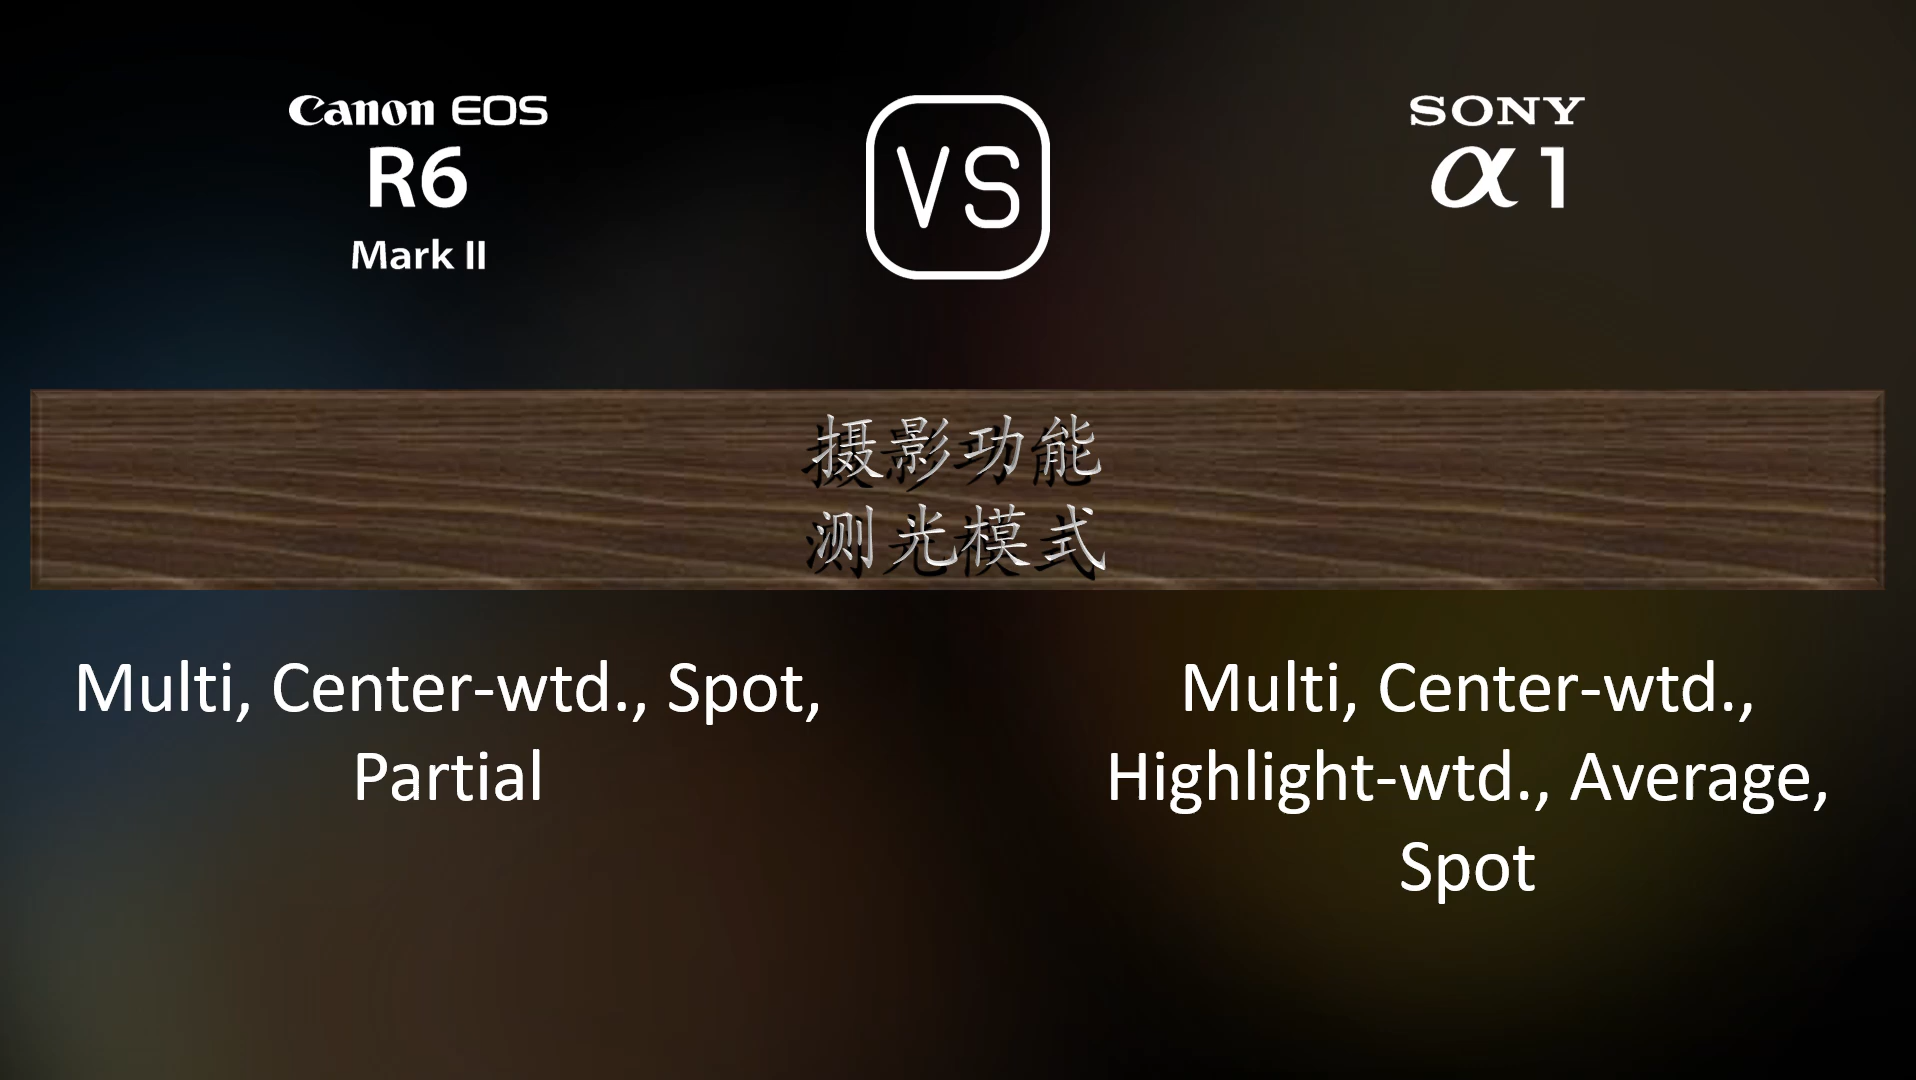 Canon EOS
R6
Mark II
VS
SONY
α1
摄影功能
测光模式
Multi, Center-wtd., Spot,
Partial
Multi, Center-wtd.,
Highlight-wtd., Average,
Spot